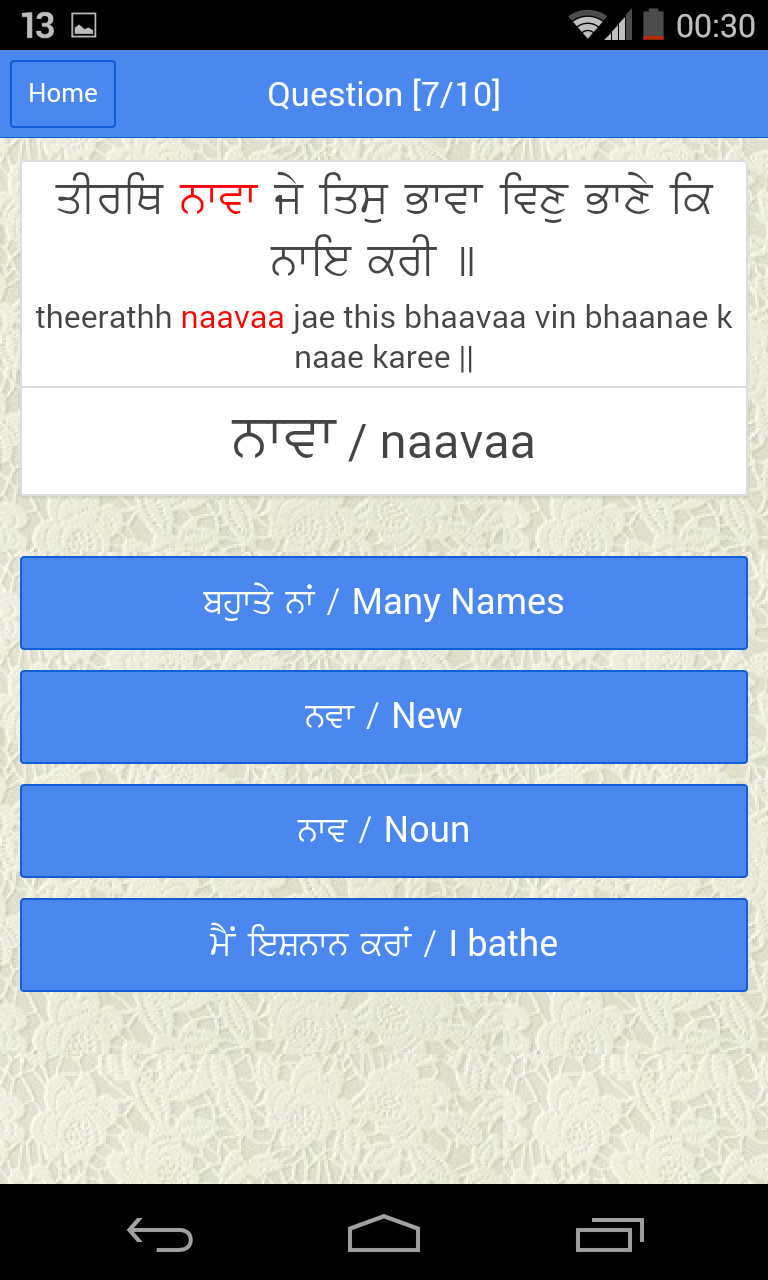 13 00:30
Home Question [7/10]
ਤੀਰਥਿ ਨਾਵਾ ਜੇ ਤਿਸੁ ਭਾਵਾ ਵਿਣੁ ਭਾਣੇ ਕਿ
ਨਾਇ ਕਰੀ ॥
theerathh naavaa jae this bhaavaa vin bhaanae k
naae karee ||
ਨਾਵਾ / naavaa
ਬਹੁਾਤੇ ਨਾਂ / Many Names
ਨਵਾ / New
ਨਾਵ / Noun
ਮੈਂ ਇਸ਼ਨਾਨ ਕਰਾਂ / I bathe